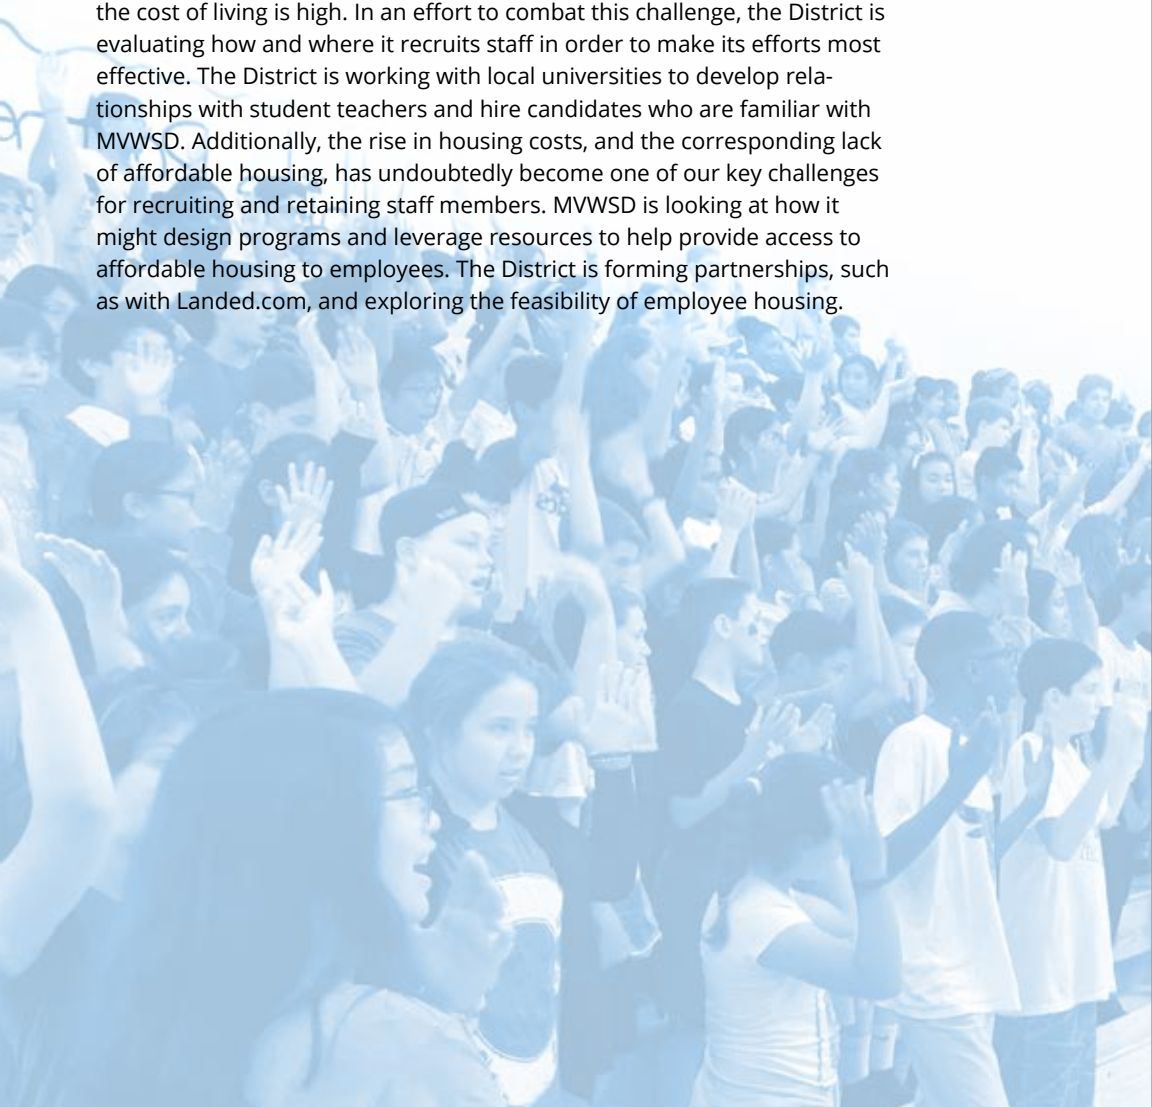 the cost of living is high. In an effort to combat this challenge, the District is
evaluating how and where it recruits staff in order to make its efforts most
effective. The District is working with local universities to develop rela-
tionships with student teachers and hire candidates who are familiar with
MVWSD. Additionally, the rise in housing costs, and the corresponding lack
of affordable housing, has undoubtedly become one of our key challenges
for recruiting and retaining staff members. MVWSD is looking at how it
might design programs and leverage resources to help provide access to
affordable housing to employees. The District is forming partnerships, such
as with Landed.com, and exploring the feasibility of employee housing.